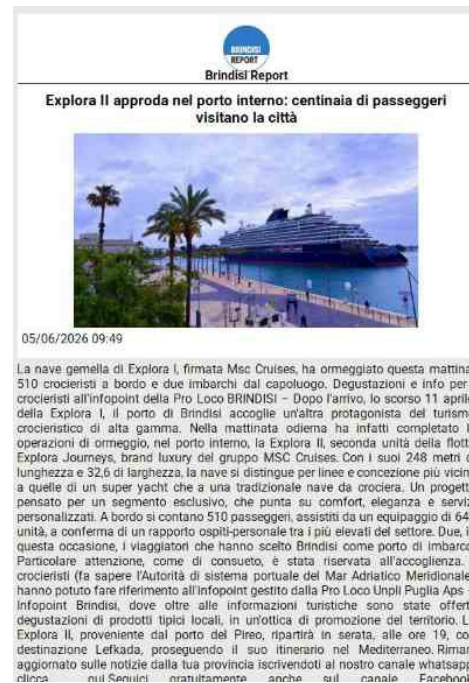 BRINDISI
REPORT
Brindisi Report
Explora II approda nel porto interno: centinaia di passeggeri
visitano la città
05/06/2026 09:49
La nave gemella di Explora I, firmata Msc Cruises, ha ormeggiato questa mattina
510 crocieristi a bordo e due imbarchi dal capoluogo. Degustazioni e info per
crocieristi all'infopoint della Pro Loco BRINDISI – Dopo l'arrivo, lo scorso 11 aprile
della Explora I, il porto di Brindisi accoglie un'altra protagonista del turism
crocieristico di alta gamma. Nella mattinata odierna ha infatti completato l
operazioni di ormeggio, nel porto interno, la Explora II, seconda unità della flott
Explora Journeys, brand luxury del gruppo MSC Cruises. Con i suoi 248 metri d
lunghezza e 32,6 di larghezza, la nave si distingue per linee e concezione più vicin
a quelle di un super yacht che a una tradizionale nave da crociera. Un progett
pensato per un segmento esclusivo, che punta su comfort, eleganza e serviz
personalizzati. A bordo si contano 510 passeggeri, assistiti da un equipaggio di 64
unità, a conferma di un rapporto ospiti-personale tra i più elevati del settore. Due, i
questa occasione, i viaggiatori che hanno scelto Brindisi come porto di imbarco
Particolare attenzione, come di consueto, è stata riservata all'accoglienza.
crocieristi (fa sapere l'Autorità di sistema portuale del Mar Adriatico Meridionale
hanno potuto fare riferimento all'Infopoint gestito dalla Pro Loco Unpli Puglia Aps –
Infopoint Brindisi, dove oltre alle informazioni turistiche sono state offert
degustazioni di prodotti tipici locali, in un'ottica di promozione del territorio. L
Explora II, proveniente dal porto del Pireo, ripartirà in serata, alle ore 19, co
destinazione Lefkada, proseguendo il suo itinerario nel Mediterraneo. Riman
aggiornato sulle notizie dalla tua provincia iscrivendoti al nostro canale whatsapp
clicca qui.Seguici gratuitamente anche sul canale Facebook